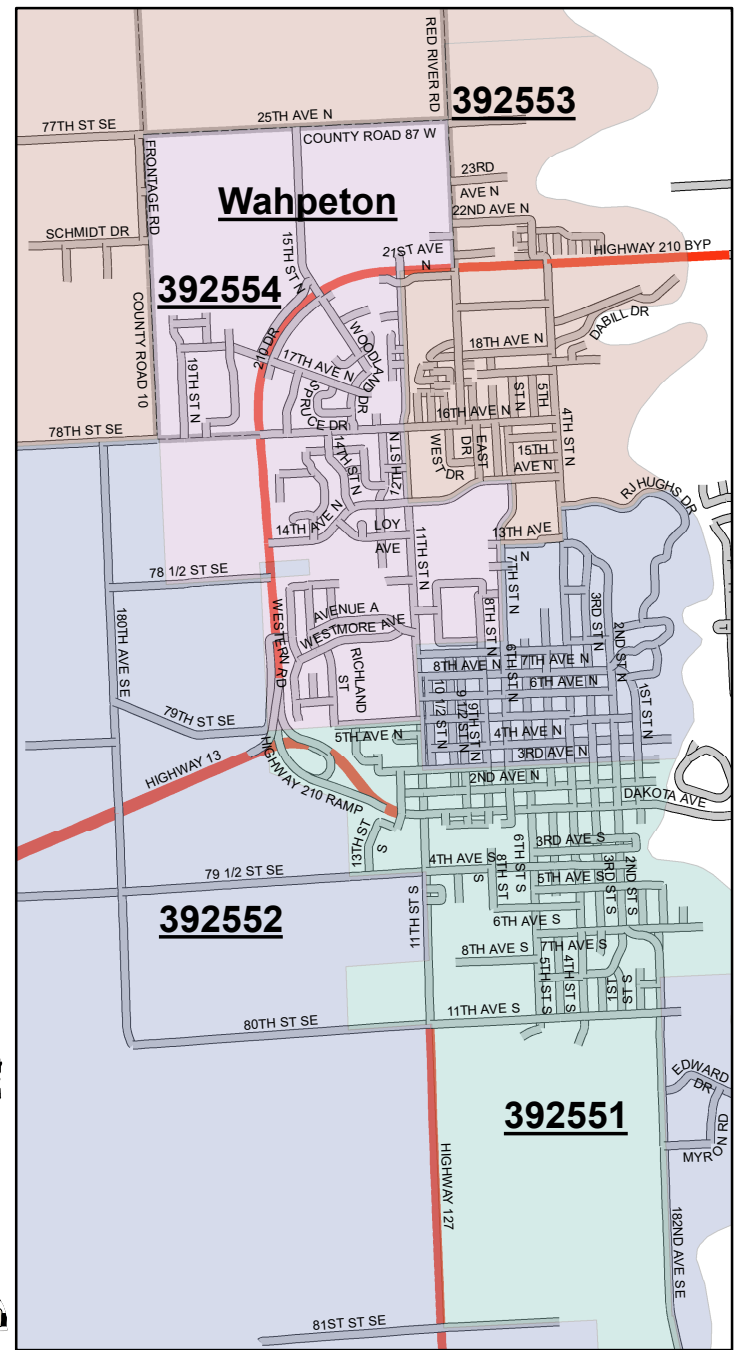 RED RIVER RD
392553
25TH AVE N
77TH ST SE
COUNTY ROAD 87 W
FRONTAGE RD
23RD
AVE N
Wahpeton
22ND AVE N
SCHMIDT DR
15TH ST N
21ST AVE
N
HIGHWAY 210 BYP
392554
COUNTY ROAD 10
210 DR
WOODLAND DR
DABILL DR
18TH AVE N
17TH AVE N
19TH ST N
SPRUCE DR
5TH
ST N
16TH AVE N
4TH ST N
78TH ST SE
WEST
DR
EAST
DR
15TH
AVE N
14TH ST N
12TH ST N
RJ HUGHS DR
14TH AVE N
LOY
AVE
11TH ST N
13TH AVE
N
7TH ST N
78 1/2 ST SE
180TH AVE SE
WESTERN RD
AVENUE A
WESTMORE AVE
8TH ST N
3RD ST N
2ND ST N
RICHLAND
ST
6TH ST N
7TH AVE N
8TH AVE N
6TH AVE N
10 1/2 ST N
9 1/2 ST N
9TH ST N
1ST ST N
79TH ST SE
5TH AVE N
4TH AVE N
3RD AVE N
HIGHWAY 13
HIGHWAY 210 RAMP
2ND AVE N
DAKOTA AVE
13TH ST
S
6TH ST S
3RD AVE S
4TH AVE S
S
8TH ST
3RD ST S
2ND ST S
79 1/2 ST SE
5TH AVE S
392552
11TH ST S
6TH AVE S
8TH AVE S
7TH AVE S
5TH ST S
4TH ST S
1ST
ST S
11TH AVE S
80TH ST SE
EDWARD
DR
392551
MYR
ON RD
HIGHWAY 127
182ND AVE SE
81ST ST SE